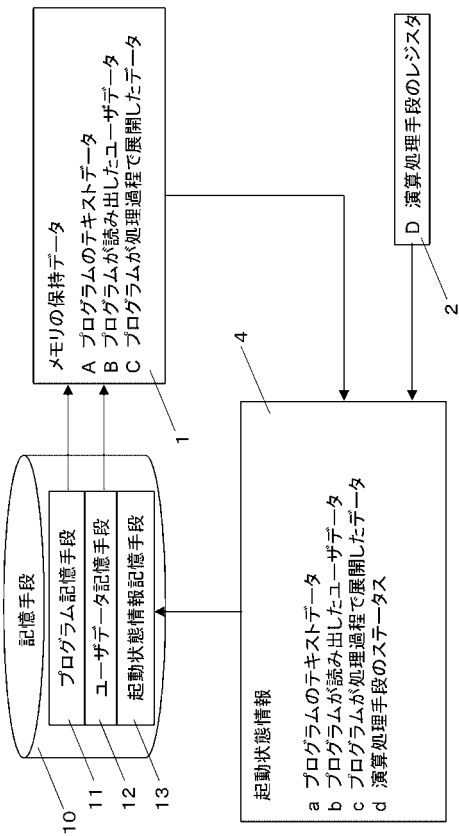 記憶手段
プログラム記憶手段
ユーザデータ記憶手段
起動状態情報記憶手段
10
11
12
13
メモリの保持データ
A プログラムのテキストデータ
B プログラムが読み出したユーザデータ
C プログラムが処理過程で展開したデータ
1
起動状態情報
a プログラムのテキストデータ
b プログラムが読み出したユーザデータ
c プログラムが処理過程で展開したデータ
d 演算処理手段のステータス
4
D 演算処理手段のレジスタ
2